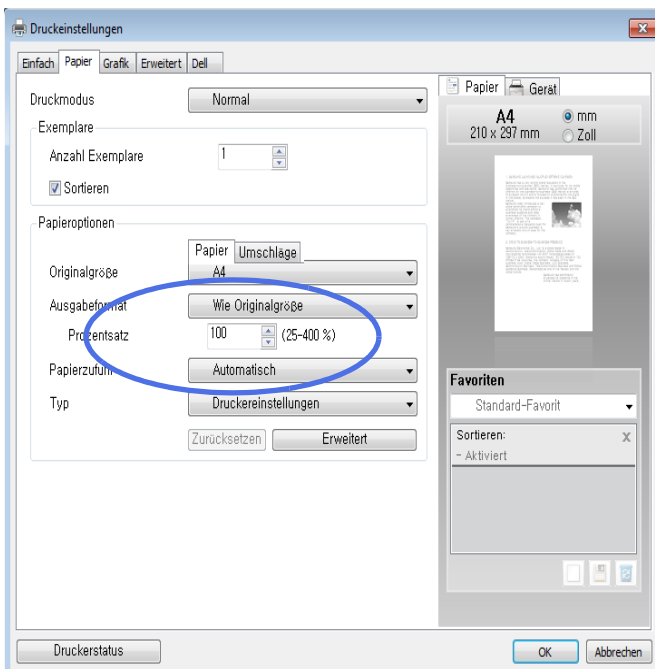 Druckeinstellungen
Einfach Papier Grafik Erweitert Dell
Druckmodus Normal
Exemplare
Anzahl Exemplare 1
Sortieren
Papieroptionen
Papier Umschläge
Originalgröße A4
Ausgabeformat Wie Originalgröße
Prozentsatz 100 (25-400 %)
Papierzufuhr Automatisch
Typ Druckereinstellungen
Zurücksetzen Erweitert
Papier Gerät
A4
210 x 297 mm
mm
Zoll
Favoriten
Standard-Favorit
Sortieren: X
- Aktiviert
Druckerstatus OK Abbrechen